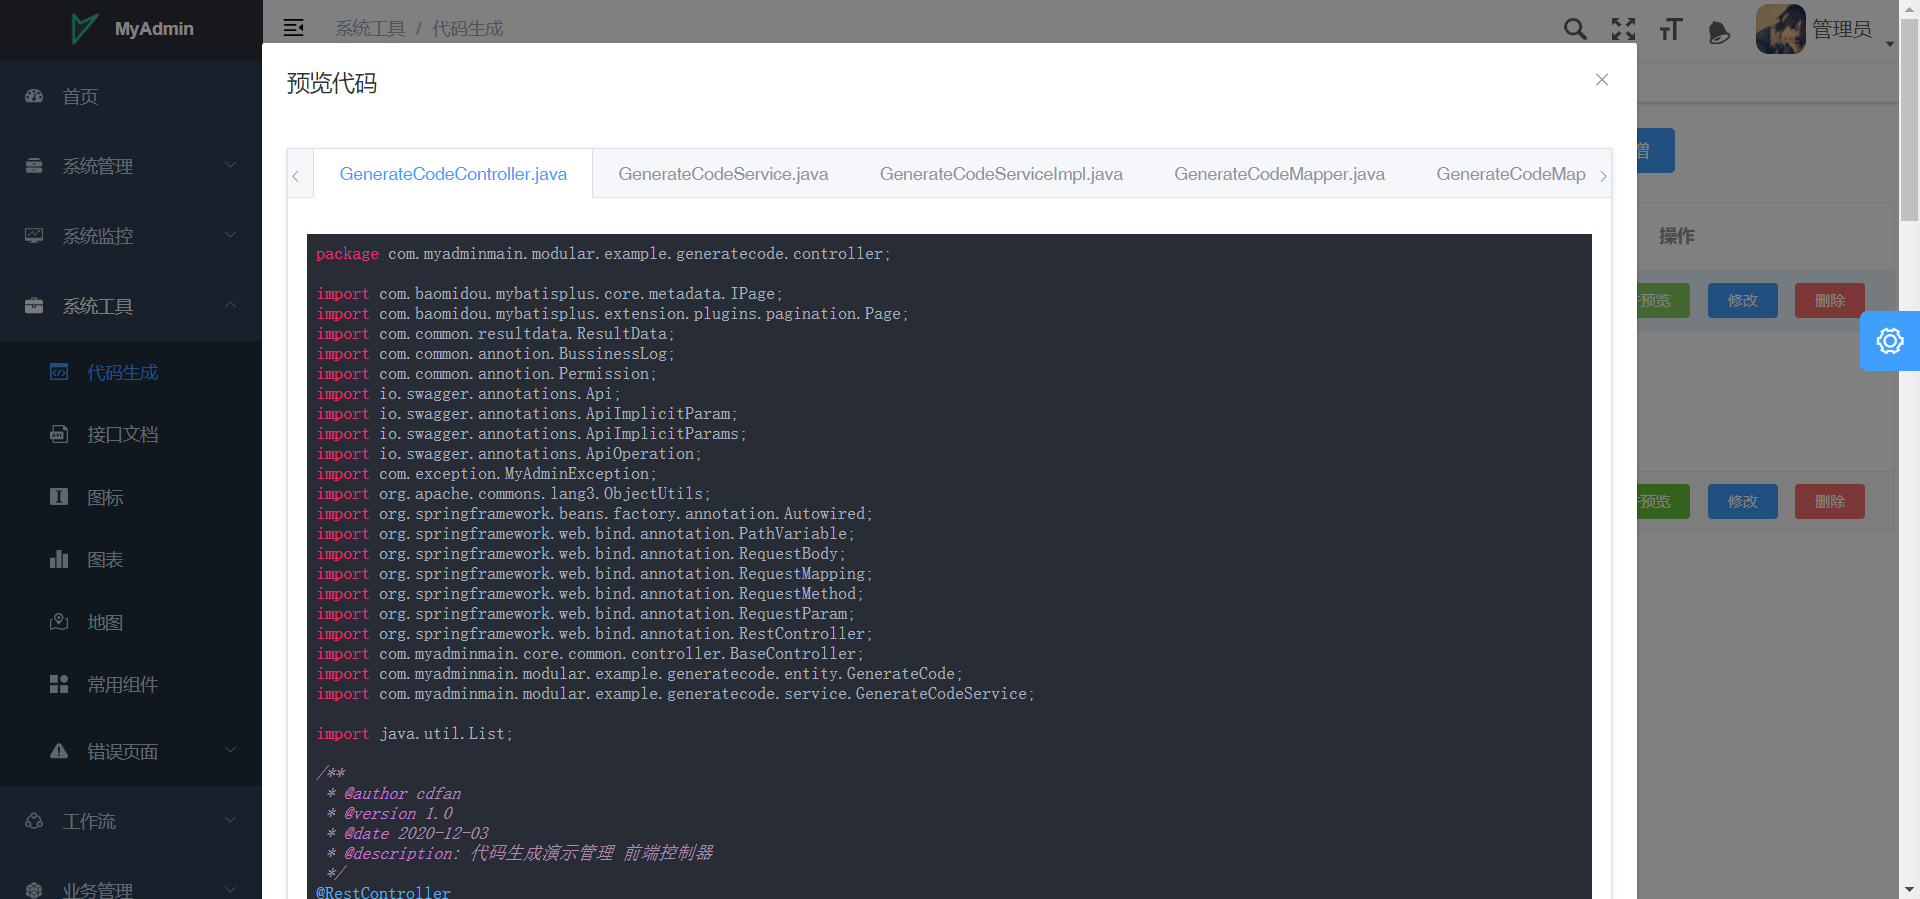 MyAdmin
系统工具 / 代码生成
管理员
首页
系统管理
系统监控
系统工具
代码生成
接口文档
图标
图表
地图
常用组件
错误页面
工作流
业务管理
预览代码
GenerateCodeController.java
GenerateCodeService.java
GenerateCodeServiceImpl.java
GenerateCodeMapper.java
GenerateCodeMap
package com.myadminmain.modular.example.generatecode.controller;
import com.baomidou.mybatisplus.core.metadata.IPage;
import com.baomidou.mybatisplus.extension.plugins.pagination.Page;
import com.common.resultdata.ResultData;
import com.common.annotion.BussinessLog;
import com.common.annotion.Permission;
import io.swagger.annotations.Api;
import io.swagger.annotations.ApiImplicitParam;
import io.swagger.annotations.ApiImplicitParams;
import io.swagger.annotations.ApiOperation;
import com.exception.MyAdminException;
import org.apache.commons.lang3.ObjectUtils;
import org.springframework.beans.factory.annotation.Autowired;
import org.springframework.web.bind.annotation.PathVariable;
import org.springframework.web.bind.annotation.RequestBody;
import org.springframework.web.bind.annotation.RequestMapping;
import org.springframework.web.bind.annotation.RequestMethod;
import org.springframework.web.bind.annotation.RequestParam;
import org.springframework.web.bind.annotation.RestController;
import com.myadminmain.core.common.controller.BaseController;
import com.myadminmain.modular.example.generatecode.entity.GenerateCode;
import com.myadminmain.modular.example.generatecode.service.GenerateCodeService;
import java.util.List;
/**
* @author cdfan
* @version 1.0
* @date 2020-12-03
* @description: 代码生成演示管理 前端控制器
*/
@RestController
增
操作
预览 修改 删除
预览 修改 删除